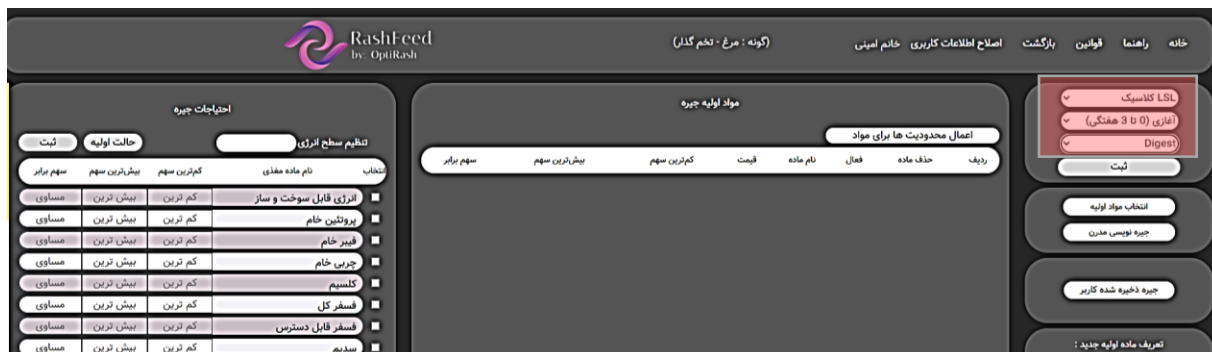 خانه راهنما قوانین بازگشت اصلاح اطلاعات کاربری خانم امینی (گونه : مرغ - تخم گذار)
RashFeed
by: OptiRash
LSL کلاسیک
آغازی (0 تا 3 هفتگی)
Digest
ثبت
انتخاب مواد اولیه
جیره نویسی مدرن
جیره ذخیره شده کاربر
تعریف ماده اولیه جدید :
مواد اولیه جیره
اعمال محدودیت ها برای مواد
ردیف حذف ماده فعال نام ماده قیمت کم‌ترین سهم بیش‌ترین سهم سهم برابر
احتیاجات جیره
تنظیم سطح انرژی حالت اولیه ثبت
انتخاب نام ماده مغذی کم‌ترین سهم بیش‌ترین سهم سهم برابر
انرژی قابل سوخت و ساز کم ترین بیش ترین مساوی
پروتئین خام کم ترین بیش ترین مساوی
فیبر خام کم ترین بیش ترین مساوی
چربی خام کم ترین بیش ترین مساوی
کلسیم کم ترین بیش ترین مساوی
فسفر کل کم ترین بیش ترین مساوی
فسفر قابل دسترس کم ترین بیش ترین مساوی
سدیم کم ترین بیش ترین مساوی